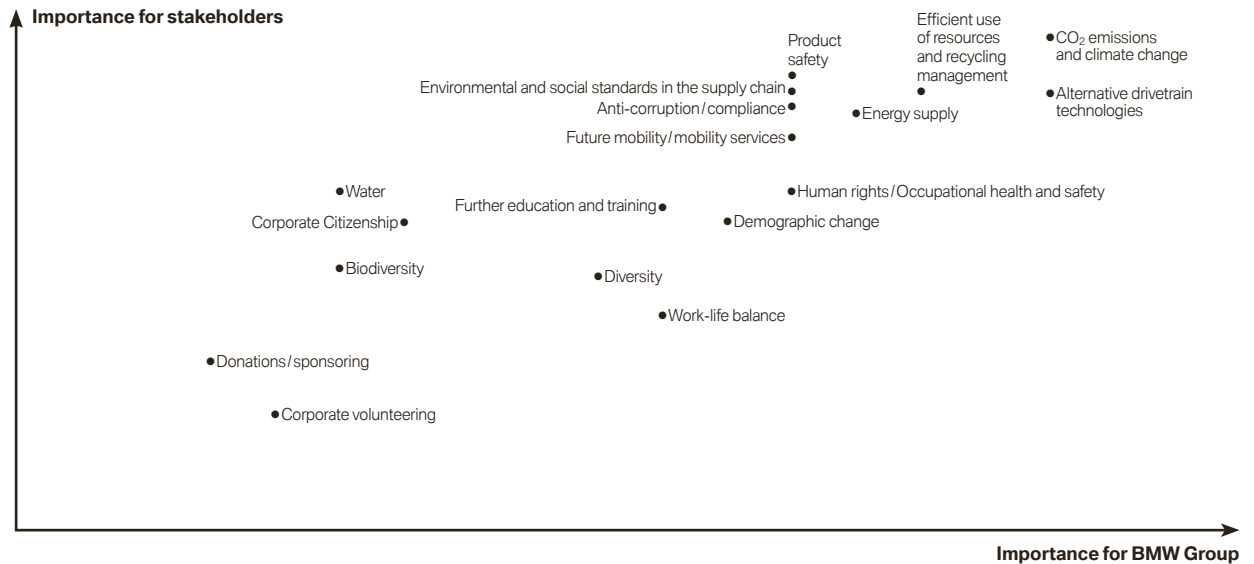 Importance for stakeholders
Efficient use
of resources
and recycling
management
CO₂ emissions
and climate change
Product
safety
Environmental and social standards in the supply chain
Alternative drivetrain
technologies
Anti-corruption/compliance
Energy supply
Future mobility/mobility services
Water
Human rights/Occupational health and safety
Further education and training
Corporate Citizenship
Demographic change
Biodiversity
Diversity
Work-life balance
Donations/sponsoring
Corporate volunteering
Importance for BMW Group